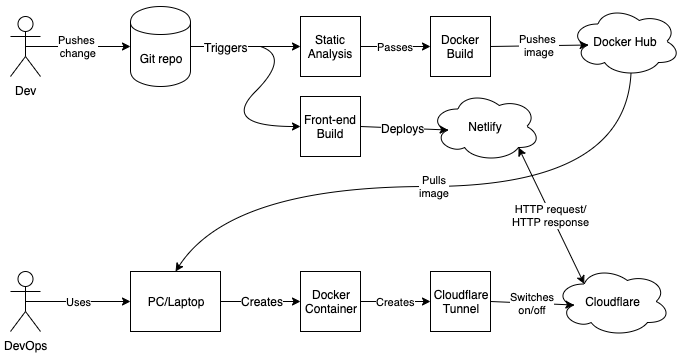 Dev
Pushes
change
Git repo
Triggers
Static
Analysis
Passes
Docker
Build
Pushes
image
Docker Hub
Front-end
Build
Deploys
Netlify
Pulls
image
HTTP request/
HTTP response
DevOps
Uses
PC/Laptop
Creates
Docker
Container
Creates
Cloudflare
Tunnel
Switches
on/off
Cloudflare